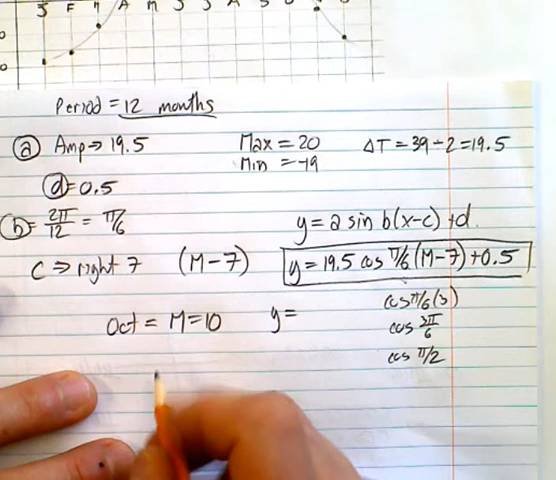 J F M A M J J A S
Period = 12 months
ⓐ Amp → 19.5 Max = 20 ΔT = 39 ÷ 2 = 19.5
Min = -19
ⓓ = 0.5
ⓑ = 2π/12 = π/6 y = a sin b(x-c) + d
c ⇒ right 7 (M-7) y = 19.5 cos π/6 (M-7) + 0.5
cos π/6 (3)
Oct = M = 10 y =
cos 3π/6
cos π/2